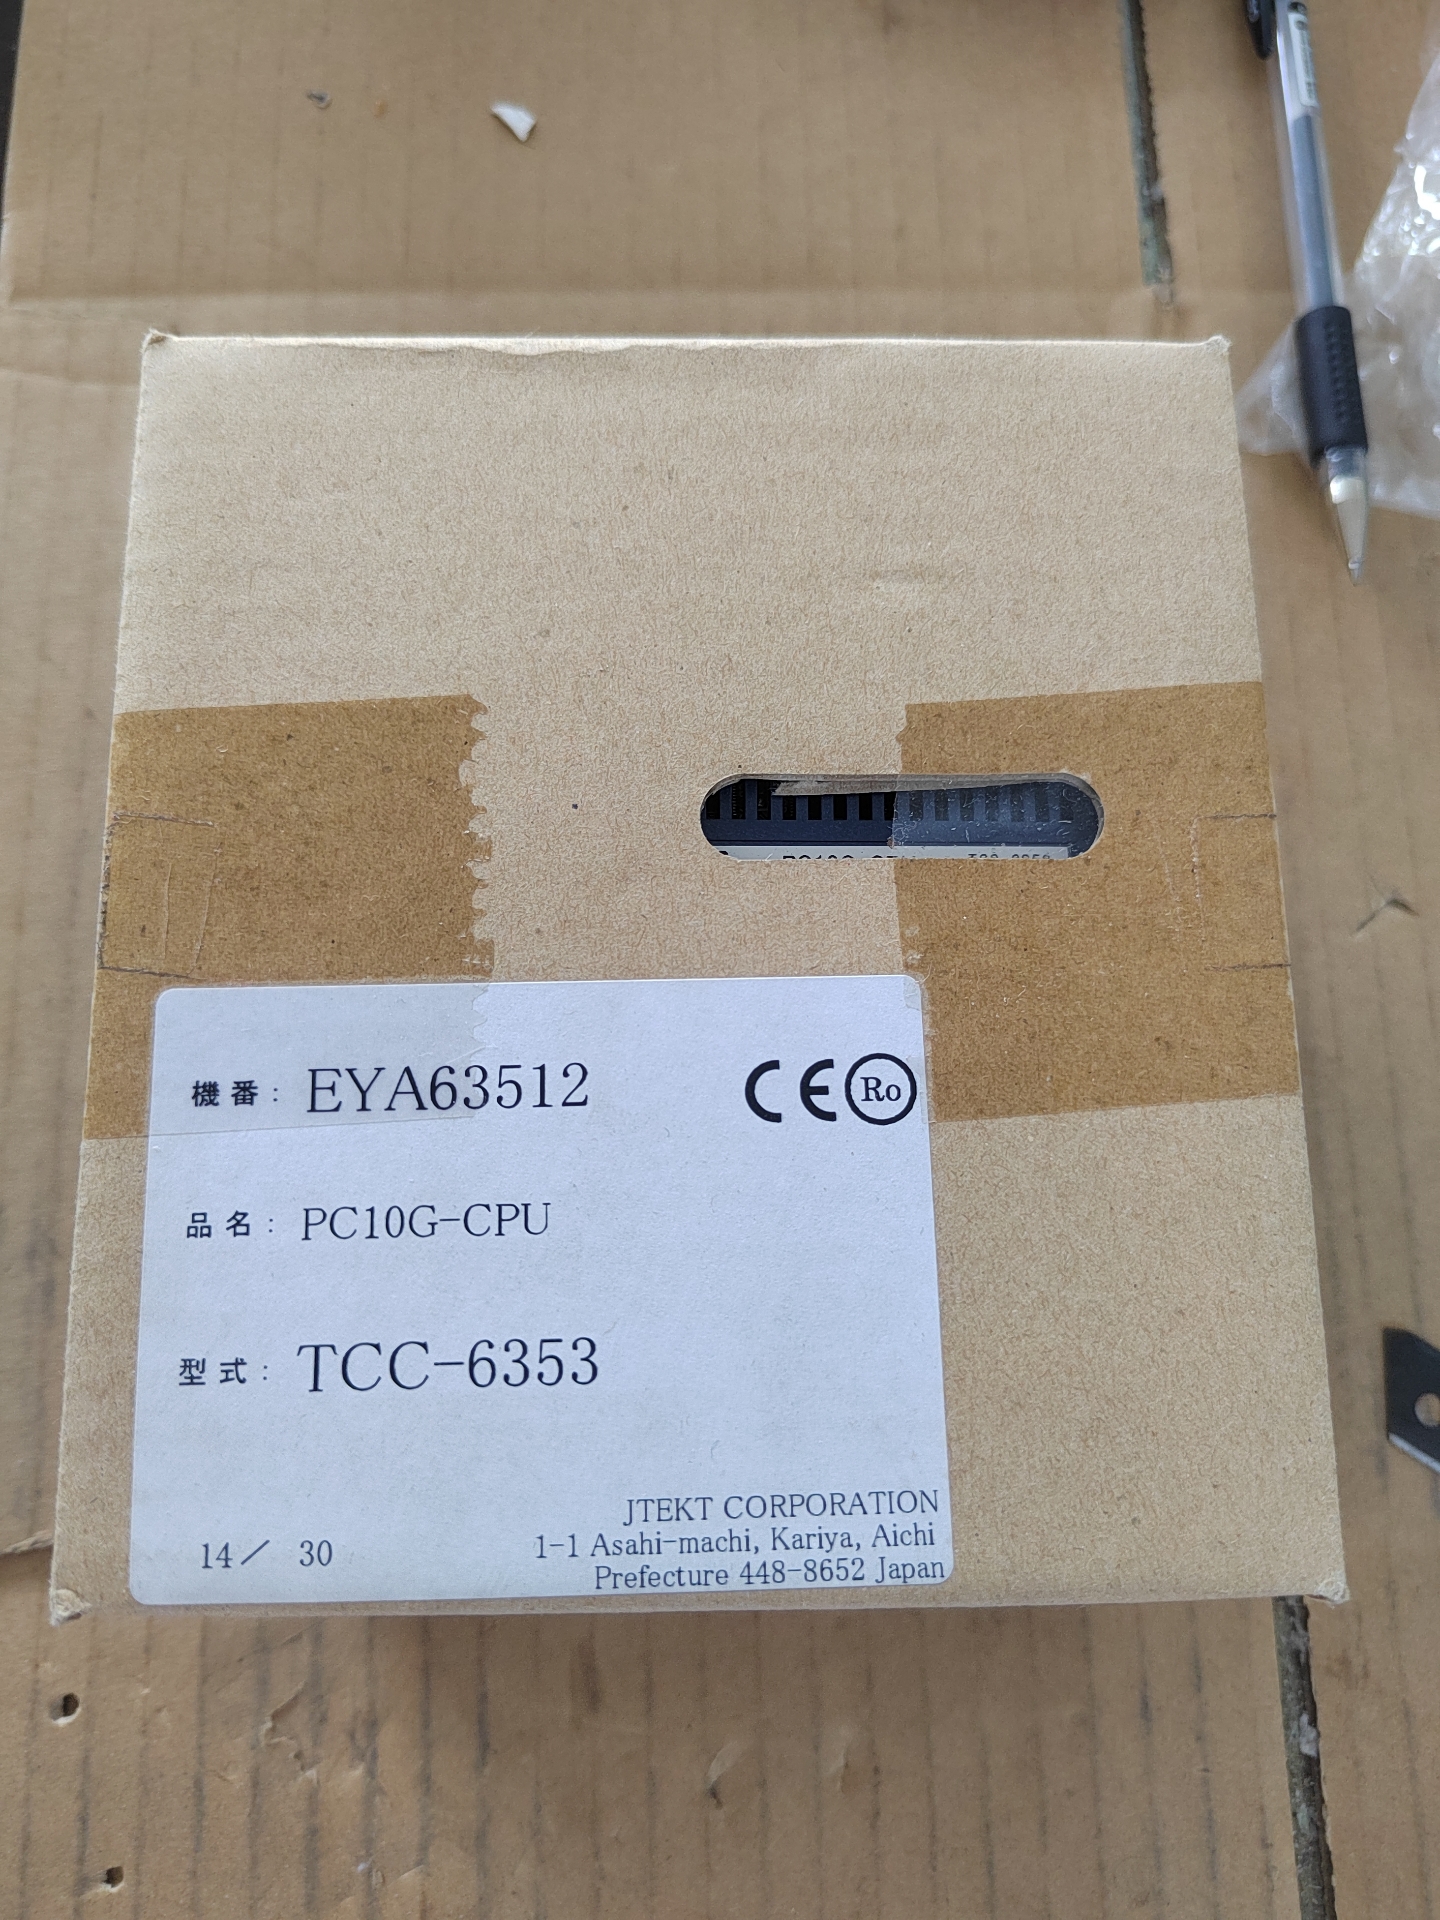 機番: EYA63512
CE Ro
品名: PC10G-CPU
型式: TCC-6353
JTEKT CORPORATION
1-1 Asahi-machi, Kariya, Aichi
Prefecture 448-8652 Japan
14/ 30